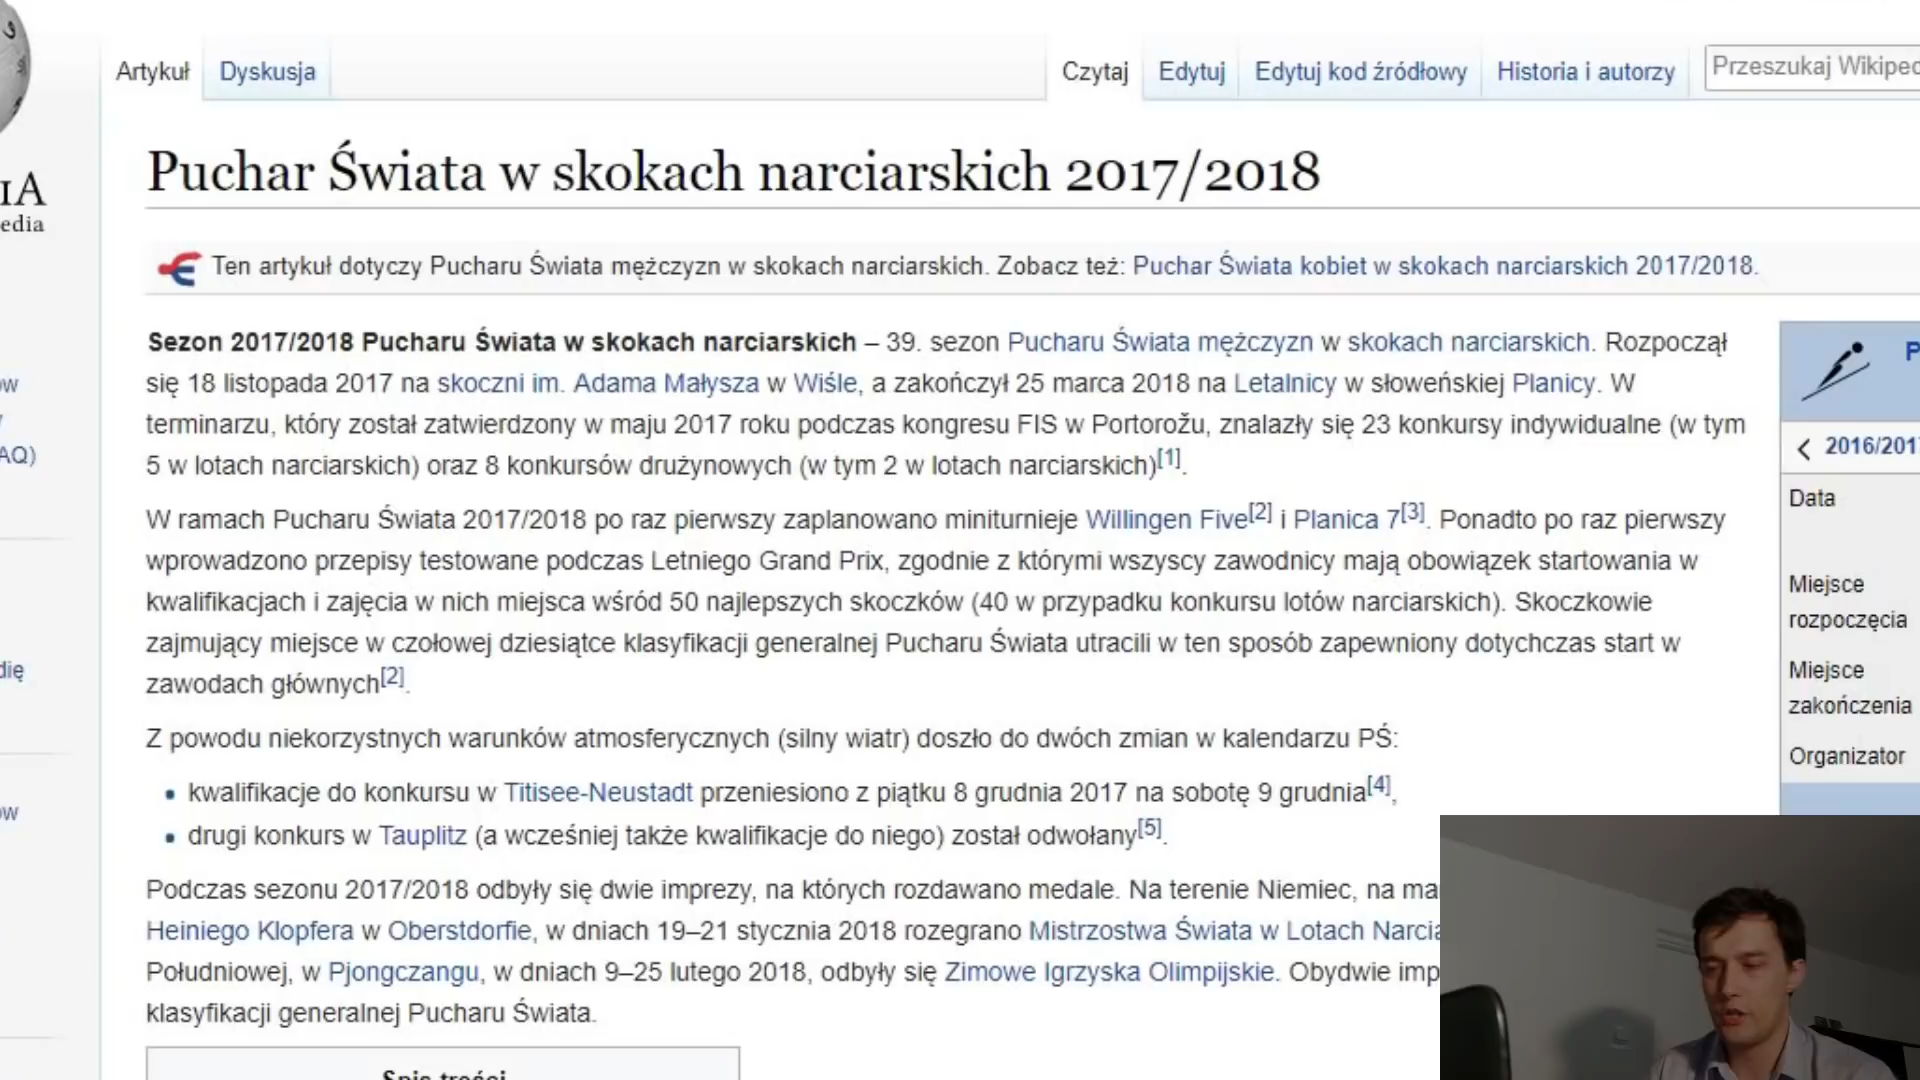 Artykuł Dyskusja Czytaj Edytuj Edytuj kod źródłowy Historia i autorzy Przeszukaj
Puchar Świata w skokach narciarskich 2017/2018
Ten artykuł dotyczy Pucharu Świata mężczyzn w skokach narciarskich. Zobacz też: Puchar Świata kobiet w skokach narciarskich 2017/2018.
Sezon 2017/2018 Pucharu Świata w skokach narciarskich – 39. sezon Pucharu Świata mężczyzn w skokach narciarskich. Rozpoczął
się 18 listopada 2017 na skoczni im. Adama Małysza w Wiśle, a zakończył 25 marca 2018 na Letalnicy w słoweńskiej Planicy. W
terminarzu, który został zatwierdzony w maju 2017 roku podczas kongresu FIS w Portorožu, znalazły się 23 konkursy indywidualne (w tym
5 w lotach narciarskich) oraz 8 konkursów drużynowych (w tym 2 w lotach narciarskich)[1].
W ramach Pucharu Świata 2017/2018 po raz pierwszy zaplanowano miniturnieje Willingen Five[2] i Planica 7[3]. Ponadto po raz pierwszy
wprowadzono przepisy testowane podczas Letniego Grand Prix, zgodnie z którymi wszyscy zawodnicy mają obowiązek startowania w
kwalifikacjach i zajęcia w nich miejsca wśród 50 najlepszych skoczków (40 w przypadku konkursu lotów narciarskich). Skoczkowie
zajmujący miejsce w czołowej dziesiątce klasyfikacji generalnej Pucharu Świata utracili w ten sposób zapewniony dotychczas start w
zawodach głównych[2].
Z powodu niekorzystnych warunków atmosferycznych (silny wiatr) doszło do dwóch zmian w kalendarzu PŚ:
• kwalifikacje do konkursu w Titisee-Neustadt przeniesiono z piątku 8 grudnia 2017 na sobotę 9 grudnia[4],
• drugi konkurs w Tauplitz (a wcześniej także kwalifikacje do niego) został odwołany[5].
Podczas sezonu 2017/2018 odbyły się dwie imprezy, na których rozdawano medale. Na terenie Niemiec, na
Heiniego Klopfera w Oberstdorfie, w dniach 19–21 stycznia 2018 rozegrano Mistrzostwa Świata w Lotach
Południowej, w Pjongczangu, w dniach 9–25 lutego 2018, odbyły się Zimowe Igrzyska Olimpijskie. Obydwie
klasyfikacji generalnej Pucharu Świata.
Spis treści
Data
Miejsce
rozpoczęcia
Miejsce
zakończenia
Organizator